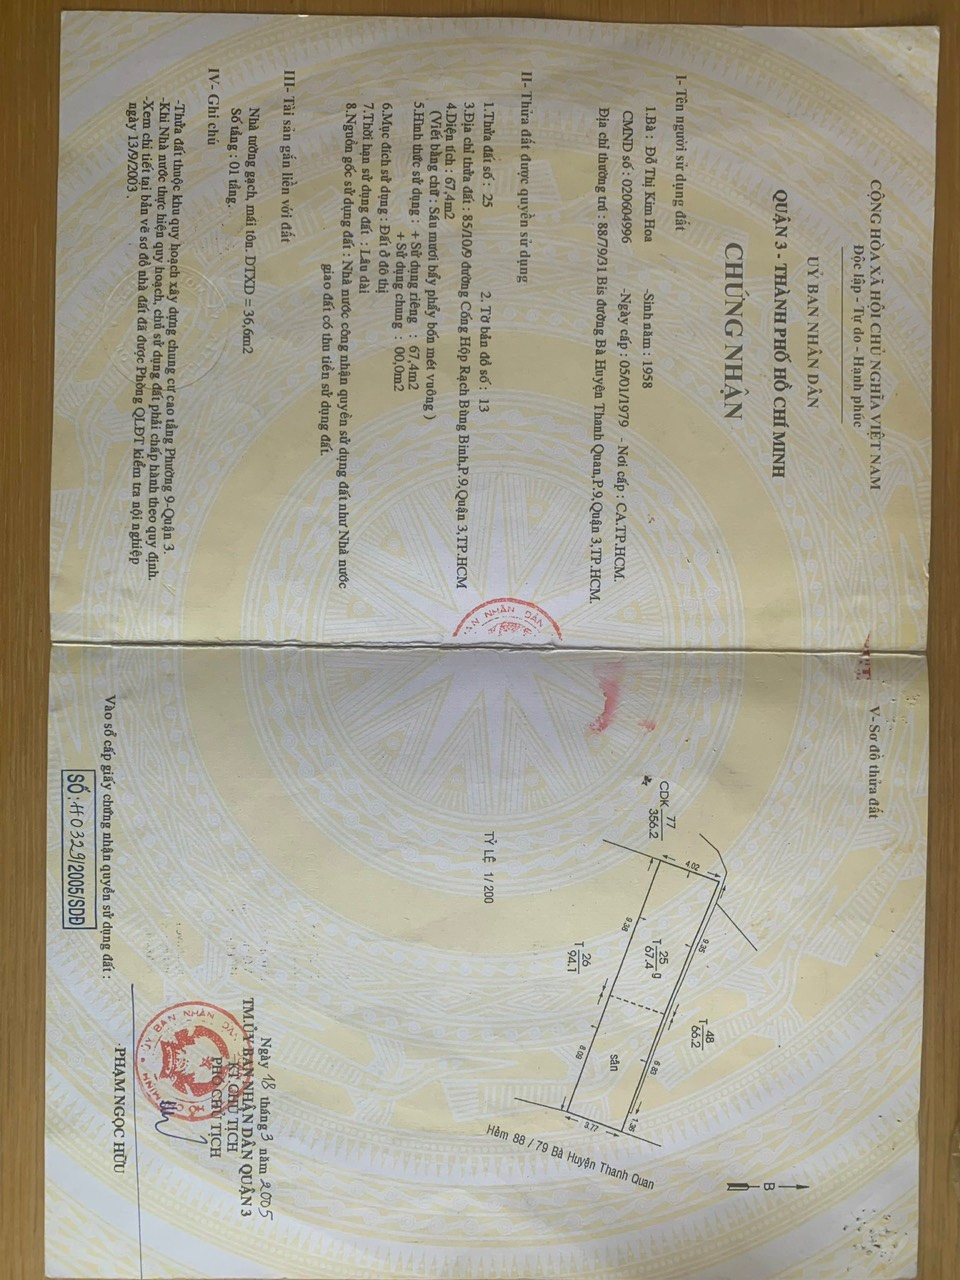 CỘNG HÒA XÃ HỘI CHỦ NGHĨA VIỆT NAM
Độc lập - Tự do - Hạnh phúc
UỶ BAN NHÂN DÂN
QUẬN 3 - THÀNH PHỐ HỒ CHÍ MINH
CHỨNG NHẬN
I- Tên người sử dụng đất
1.Bà : Đỗ Thị Kim Hoa -Sinh năm : 1958
CMND số : 020604996 -Ngày cấp : 05/01/1979 - Nơi cấp : CA.TP.HCM.
Địa chỉ thường trú : 88/79/31 Bis đường Bà Huyện Thanh Quan,P.9,Quận 3,TP.HCM.
II- Thửa đất được quyền sử dụng
1.Thửa đất số : 25 2. Tờ bản đồ số : 13
3.Địa chỉ thửa đất : 85/10/9 đường Cống Hộp Rạch Bùng Binh,P.9,Quận 3,TP.HCM
4.Diện tích : 67,4m2
(Viết bằng chữ : Sáu mươi bẩy phẩy bốn mét vuông )
5.Hình thức sử dụng : + Sử dụng riêng : 67,4m2
+ Sử dụng chung : 00,0m2
6.Mục đích sử dụng : Đất ở đô thị
7.Thời hạn sử dụng đất : Lâu dài
8.Nguồn gốc sử dụng đất : Nhà nước công nhận quyền sử dụng đất như Nhà nước
giao đất có thu tiền sử dụng đất.
III- Tài sản gắn liền với đất
Nhà tường gạch, mái tôn. DTXD = 36,6m2
Số tầng : 01 tầng.
IV- Ghi chú
-Thửa đất thuộc khu quy hoạch xây dựng chung cư cao tầng Phường 9-Quận 3.
-Khi Nhà nước thực hiện quy hoạch, chủ sử dụng đất phải chấp hành theo quy định.
-Xem chi tiết tại bản vẽ sơ đồ nhà đất đã được Phòng QLĐT kiểm tra nội nghiệp
ngày 13/9/2003.
ÂN NHÂN DÂN
V- Sơ đồ thửa đất
B
CDK 77
356.2
4.02
9.35
T 48
66.2
T 25 g
67.4
9.38
6.83
1.36
sân
T 26
94.1
8.09
3.77
Hẻm 88 / 79 Bà Huyện Thanh Quan
TỶ LỆ 1/ 200
Ngày 18 tháng 3 năm 2005
TM.ỦY BAN NHÂN DÂN QUẬN 3
KT.CHỦ TỊCH
PHÓ CHỦ TỊCH
ỦY BAN NHÂN DÂN
PHẠM NGỌC HỮU
Vào sổ cấp giấy chứng nhận quyền sử dụng đất :
SỐ: H0329/2005/SDĐ